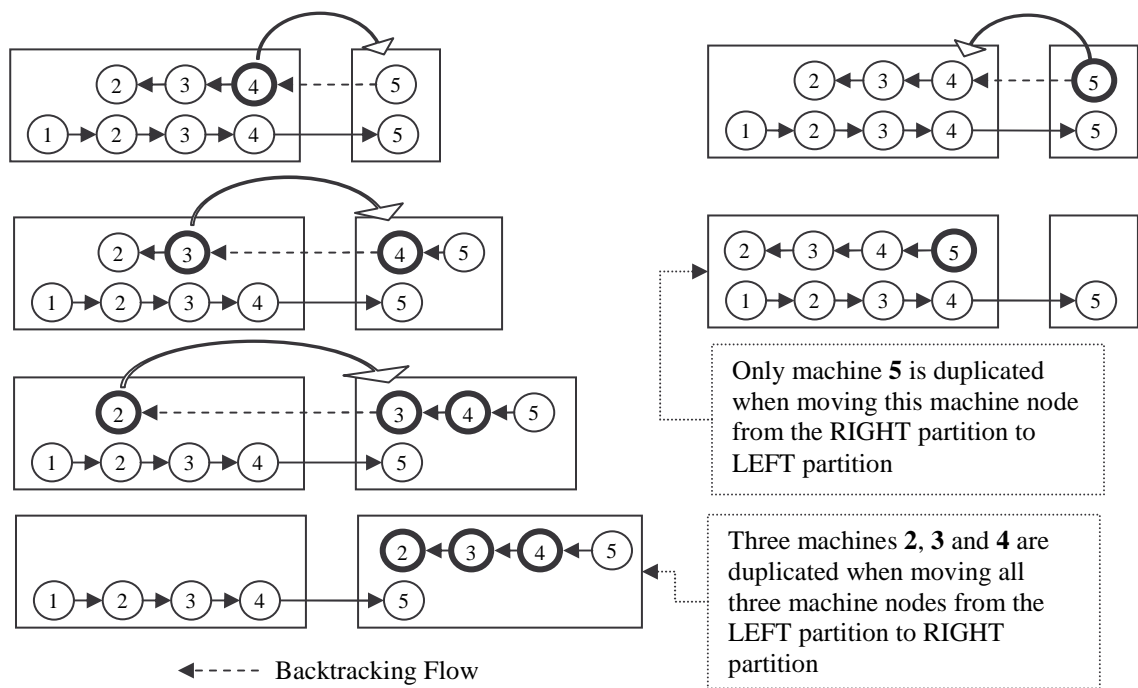 2 3 4 5
1 2 3 4 5
2 3 4 5
1 2 3 4 5
2 3 4 5
1 2 3 4 5
2 3 4 5
1 2 3 4 5
2 3 4 5
1 2 3 4 5
2 3 4 5
1 2 3 4 5
Backtracking Flow
Only machine 5 is duplicated
when moving this machine node
from the RIGHT partition to
LEFT partition
Three machines 2, 3 and 4 are
duplicated when moving all
three machine nodes from the
LEFT partition to RIGHT
partition